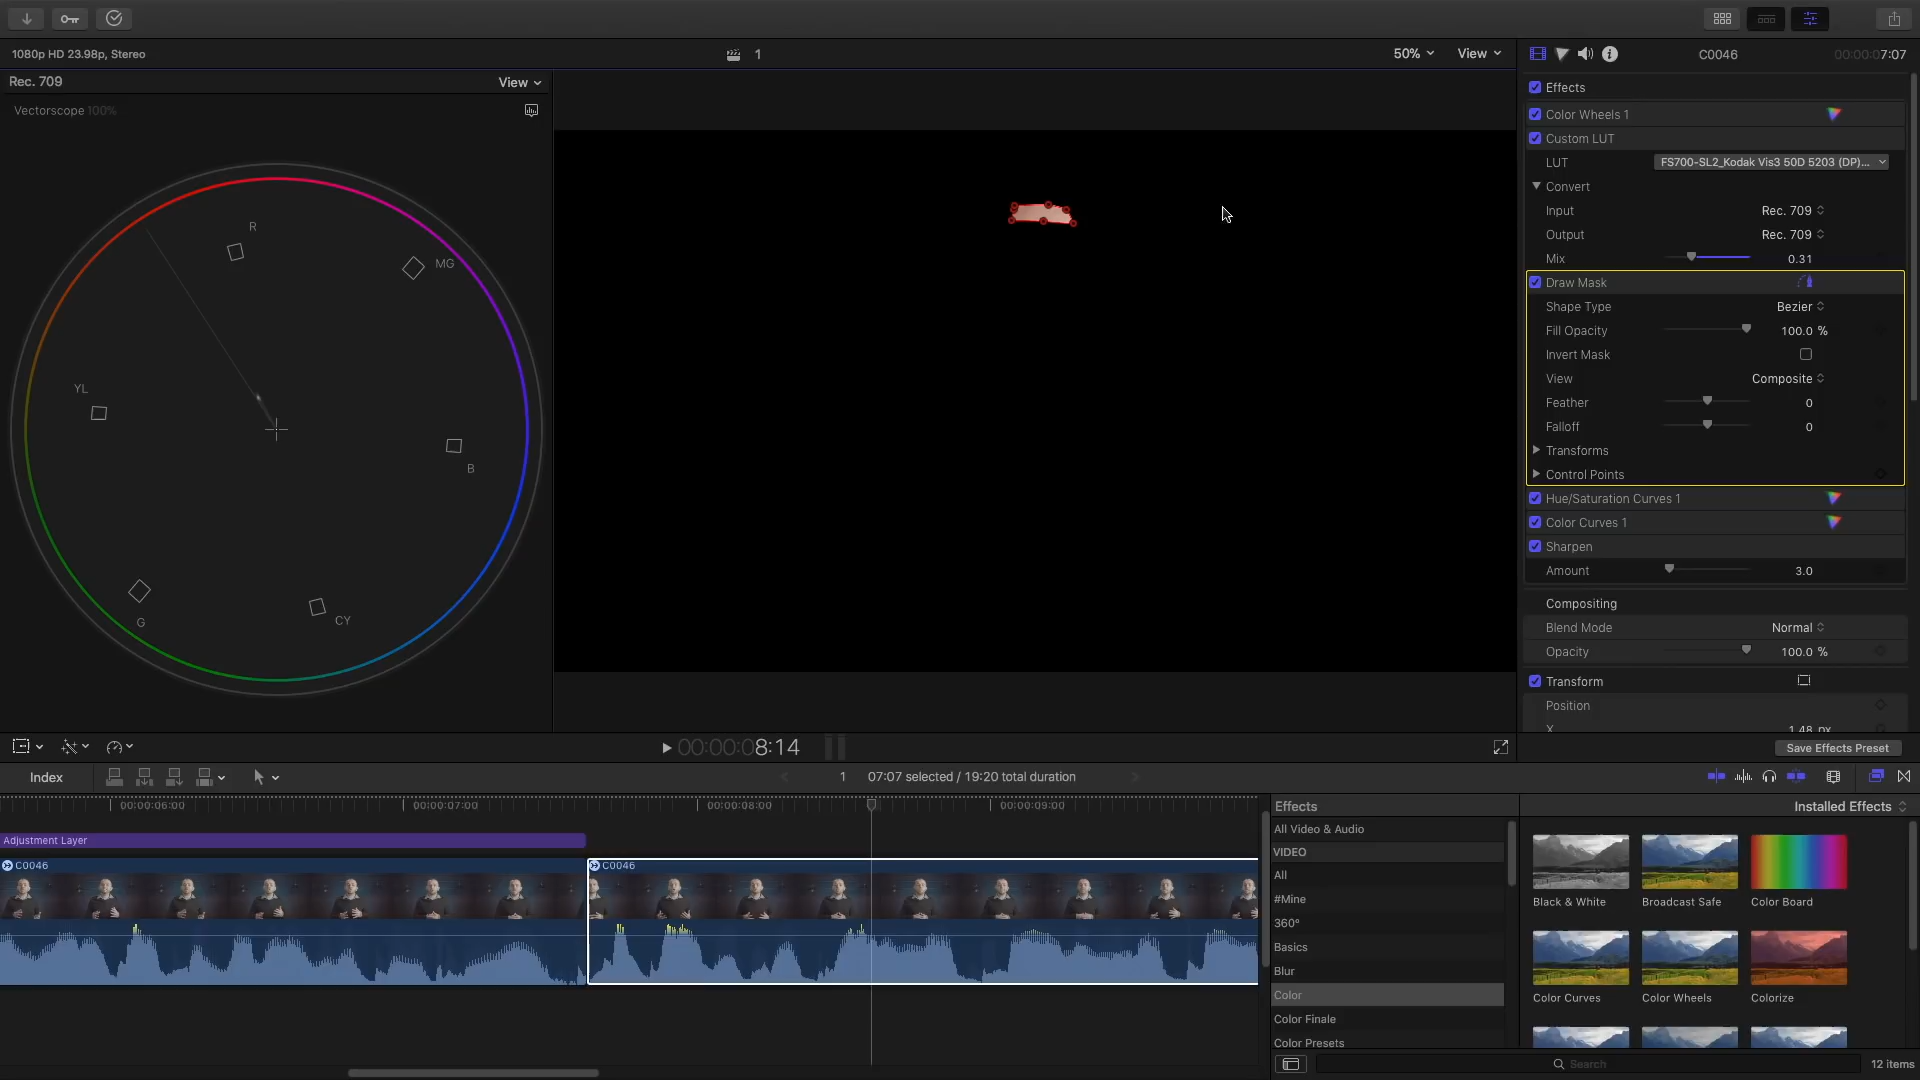 1080p HD 23.98p, Stereo
1
50%
View
C0046
00:00:07:07
Rec. 709
View
Vectorscope 100%
R
MG
YL
B
G
CY
Effects
Color Wheels 1
Custom LUT
LUT
FS700-SL2_Kodak Vis3 50D 5203 (DP)...
Convert
Input
Rec. 709
Output
Rec. 709
Mix
0.31
Draw Mask
Shape Type
Bezier
Fill Opacity
100.0 %
Invert Mask
View
Composite
Feather
0
Falloff
0
Transforms
Control Points
Hue/Saturation Curves 1
Color Curves 1
Sharpen
Amount
3.0
Compositing
Blend Mode
Normal
Opacity
100.0 %
Transform
Position
X
1.48 px
Save Effects Preset
00:00:08:14
Index
1
07:07 selected / 19:20 total duration
00:00:06:00
00:00:07:00
00:00:08:00
00:00:09:00
Adjustment Layer
C0046
C0046
Effects
Installed Effects
All Video & Audio
VIDEO
All
#Mine
360°
Basics
Blur
Color
Color Finale
Color Presets
Black & White
Broadcast Safe
Color Board
Color Curves
Color Wheels
Colorize
Search
12 items